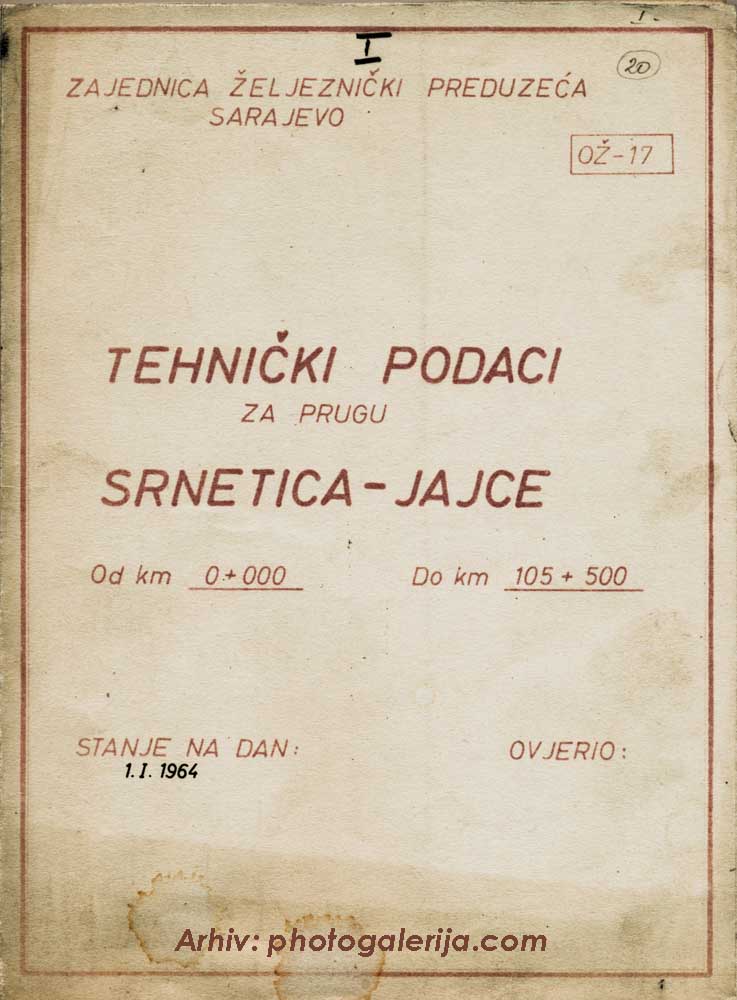 I
20
ZAJEDNICA ŽELJEZNIČKI PREDUZEĆA
SARAJEVO
OŽ-17
TEHNIČKI PODACI
ZA PRUGU
SRNETICA-JAJCE
Od km 0+000 Do km 105+500
STANJE NA DAN: OVJERIO:
1. I. 1964
Arhiv: photogalerija.com